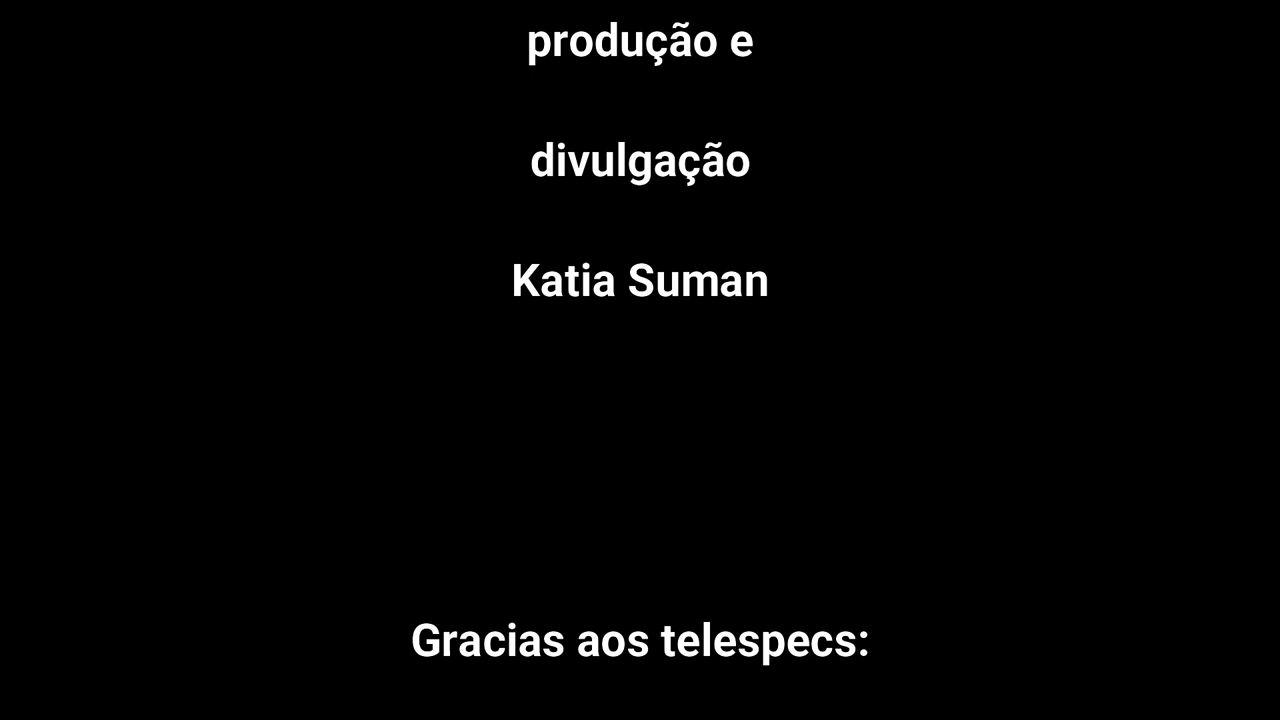 produção e
divulgação
Katia Suman
Gracias aos telespecs: